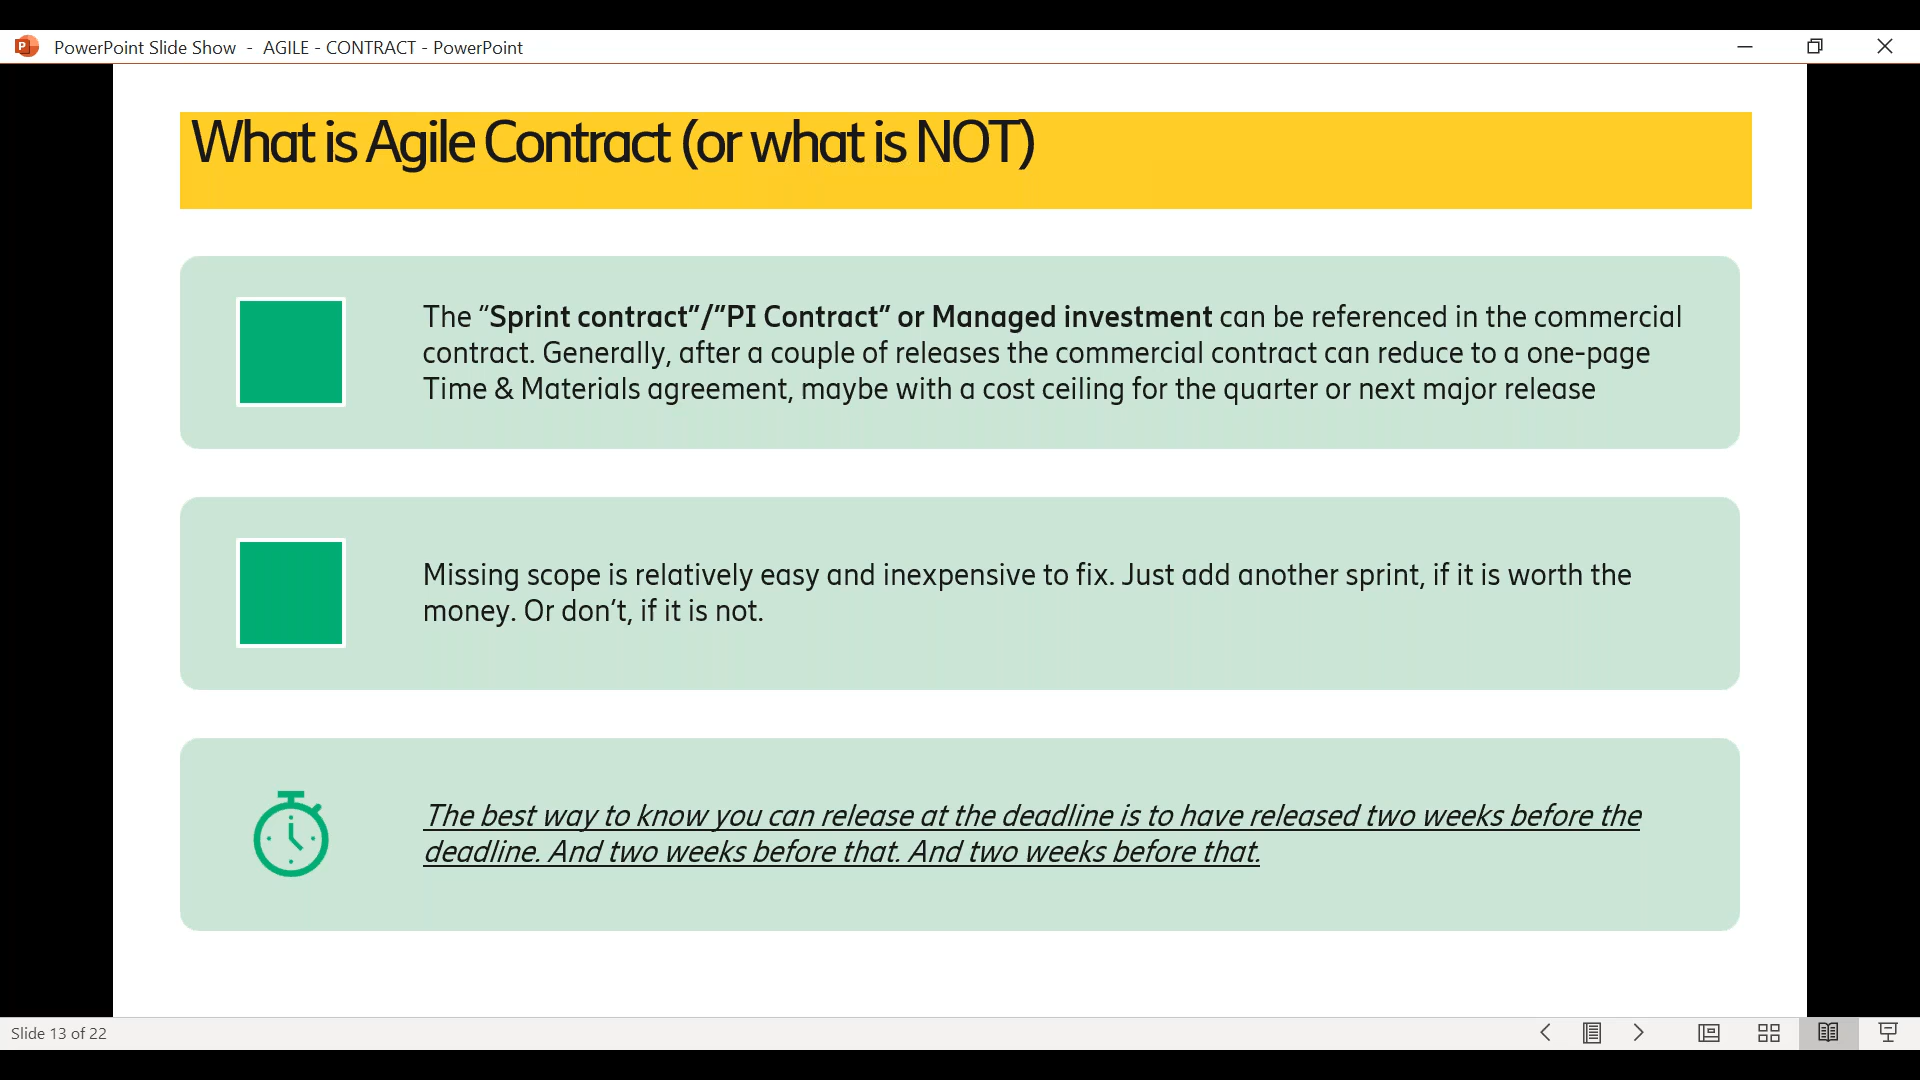 PowerPoint Slide Show - AGILE - CONTRACT - PowerPoint
What is Agile Contract (or what is NOT)
The “Sprint contract”/”PI Contract” or Managed investment can be referenced in the commercial
contract. Generally, after a couple of releases the commercial contract can reduce to a one-page
Time & Materials agreement, maybe with a cost ceiling for the quarter or next major release
Missing scope is relatively easy and inexpensive to fix. Just add another sprint, if it is worth the
money. Or don’t, if it is not.
The best way to know you can release at the deadline is to have released two weeks before the
deadline. And two weeks before that. And two weeks before that.
Slide 13 of 22